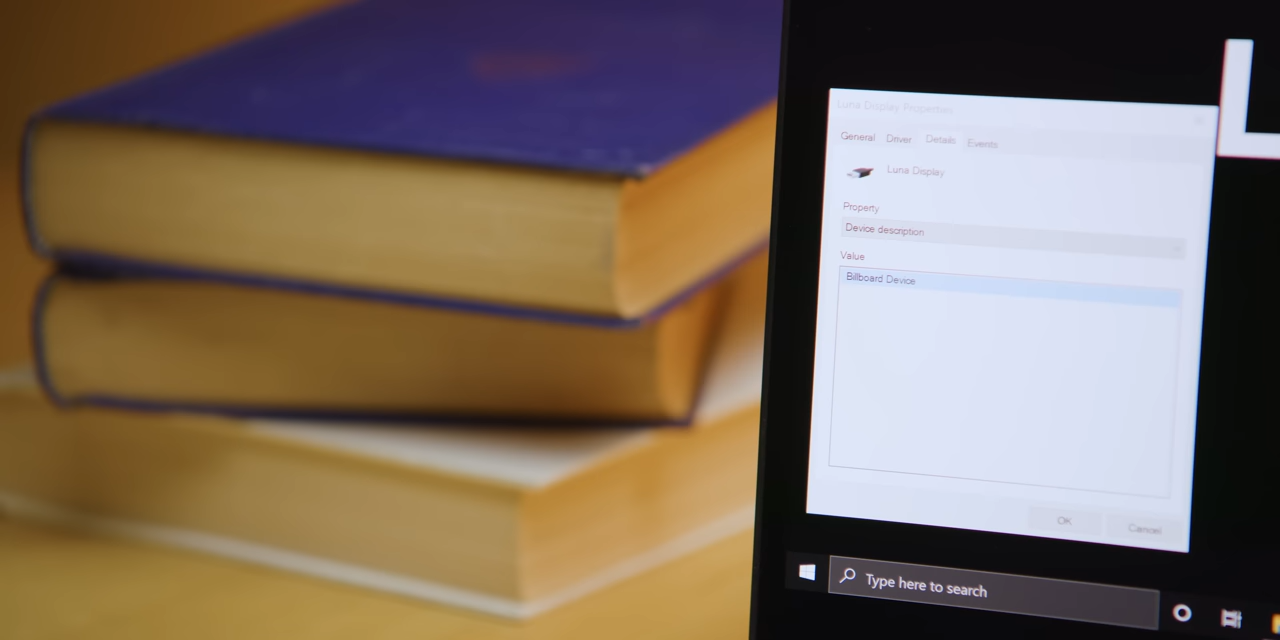 Luna Display Properties
General Driver Details Events
Luna Display
Property
Device description
Value
Billboard Device
OK Cancel
Type here to search